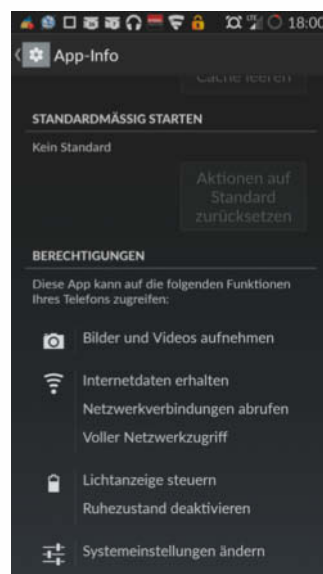 18:00
App-Info
Cache leeren
STANDARDMÄSSIG STARTEN
Kein Standard
Aktionen auf
Standard
zurücksetzen
BERECHTIGUNGEN
Diese App kann auf die folgenden Funktionen
Ihres Telefons zugreifen:
Bilder und Videos aufnehmen
Internetdaten erhalten
Netzwerkverbindungen abrufen
Voller Netzwerkzugriff
Lichtanzeige steuern
Ruhezustand deaktivieren
Systemeinstellungen ändern